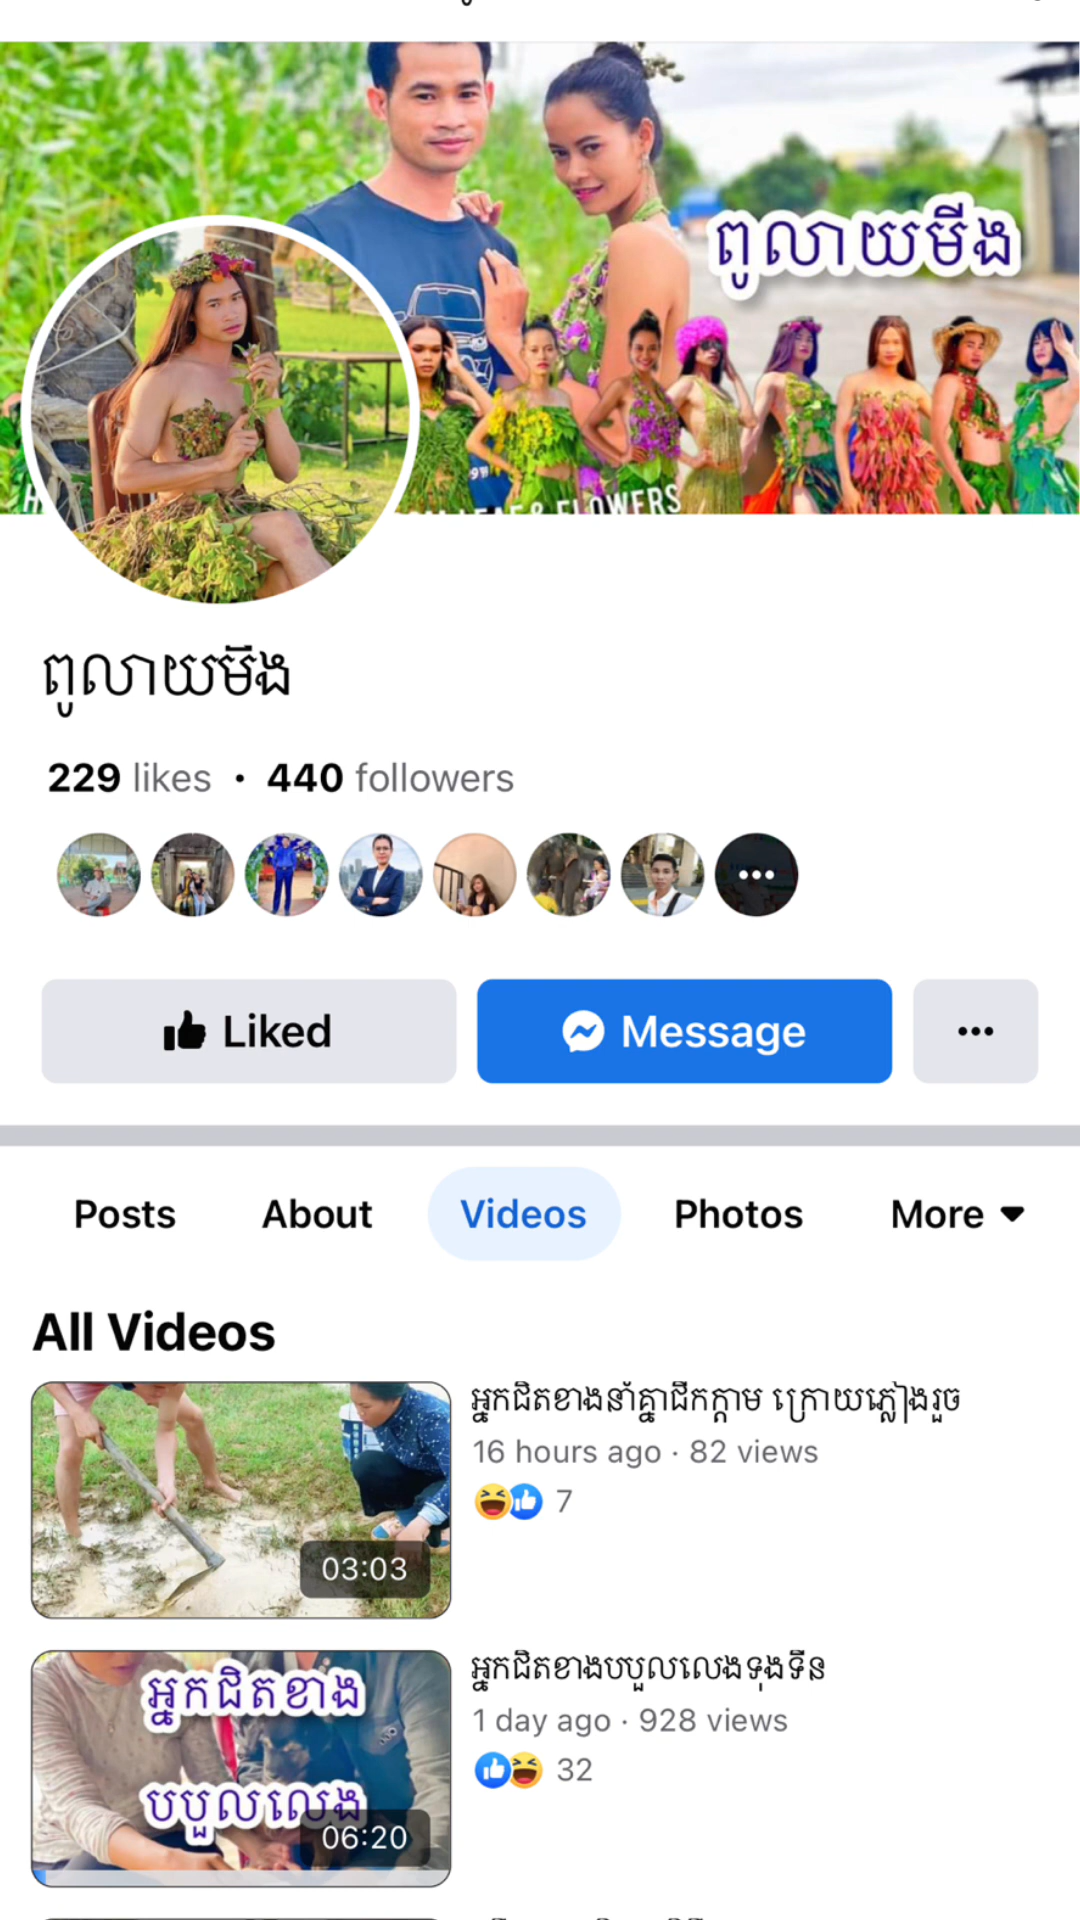 ពូលាយមីង
LEAF & FLOWERS
ពូលាយមីង
229 likes · 440 followers
Liked
Message
Posts
About
Videos
Photos
More
All Videos
អ្នកជិតខាងនាំគ្នាជីកក្ដាម ក្រោយភ្លៀងរួច
16 hours ago · 82 views
7
03:03
អ្នកជិតខាងបបួលលេងទុងទីន
1 day ago · 928 views
32
អ្នកជិតខាង
បបួលលេង
06:20